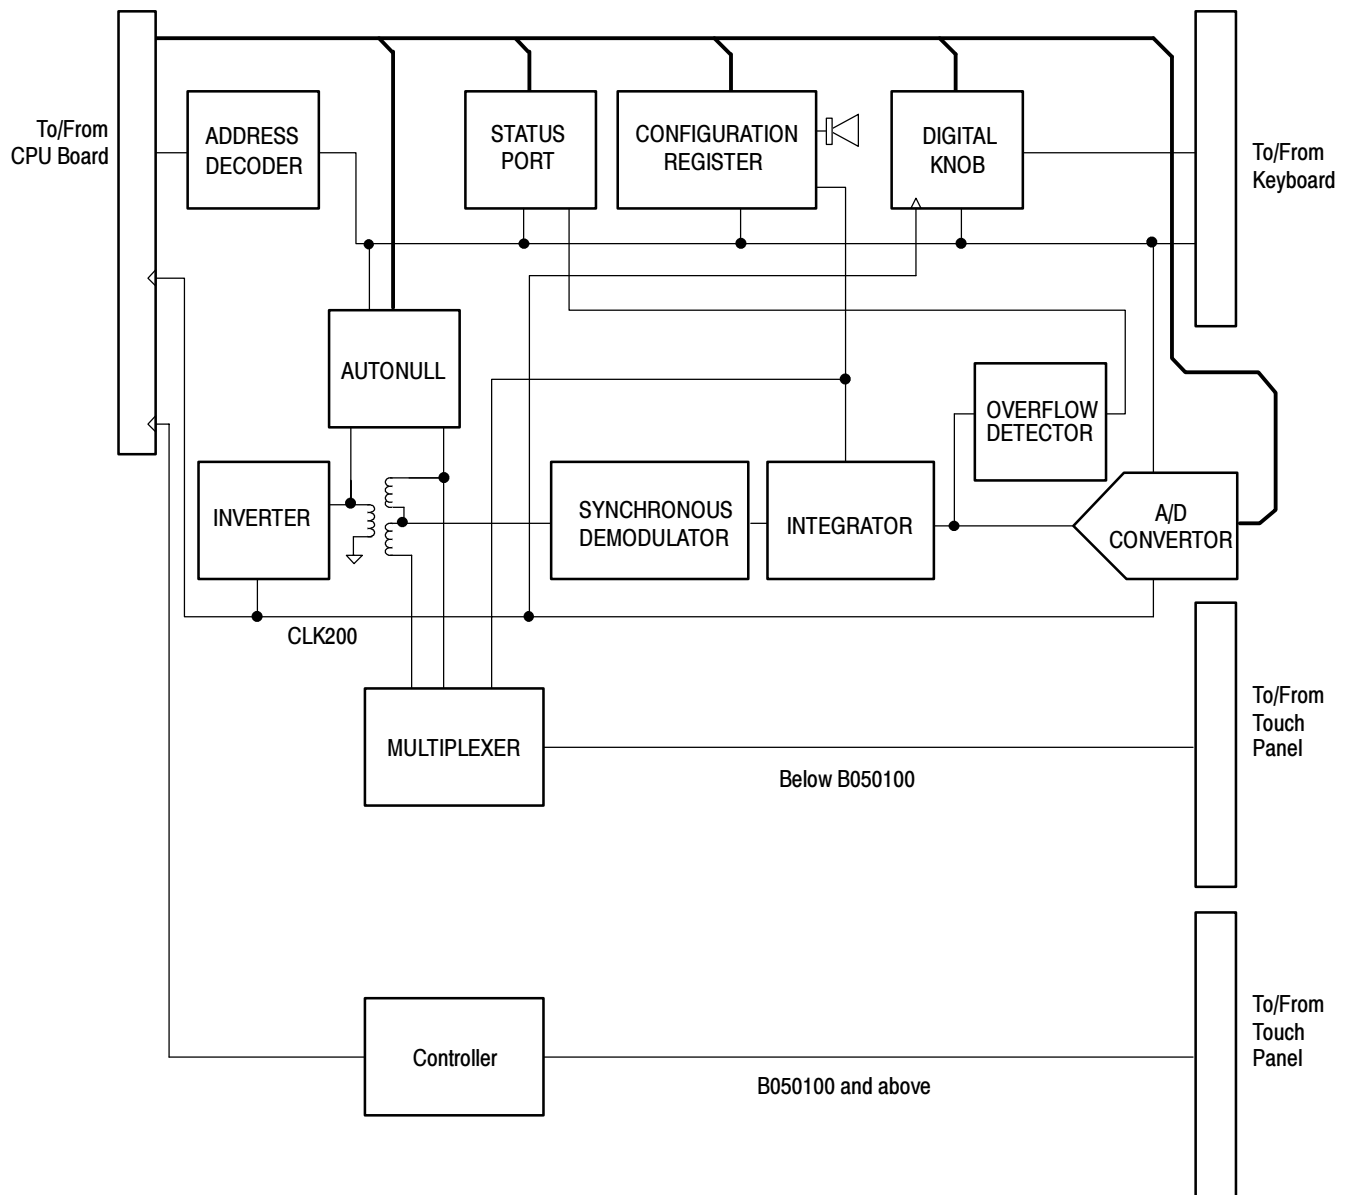 To/From
CPU Board
ADDRESS
DECODER
STATUS
PORT
CONFIGURATION
REGISTER
DIGITAL
KNOB
To/From
Keyboard
AUTONULL
OVERFLOW
DETECTOR
INVERTER
SYNCHRONOUS
DEMODULATOR
INTEGRATOR
A/D
CONVERTOR
CLK200
MULTIPLEXER
Below B050100
To/From
Touch
Panel
Controller
B050100 and above
To/From
Touch
Panel